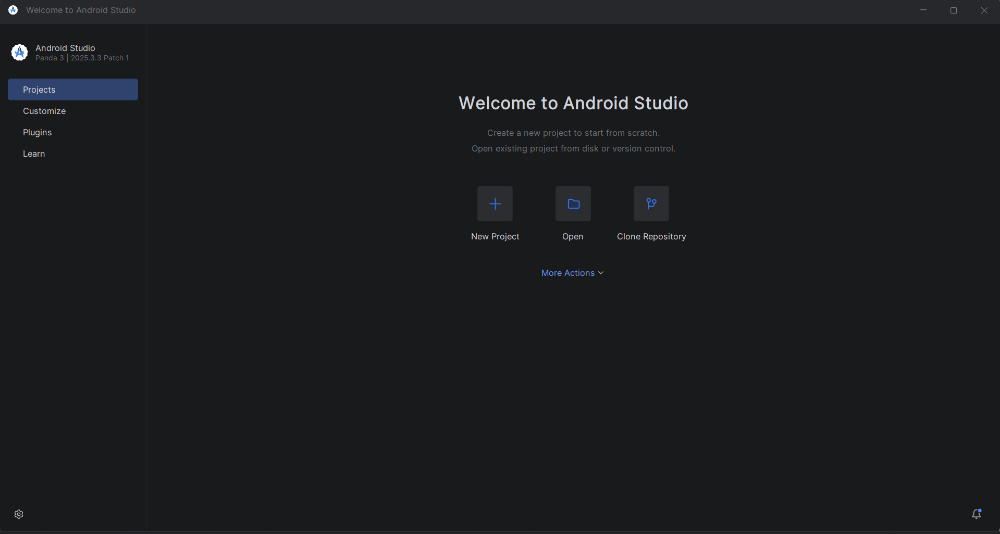 Welcome to Android Studio
Android Studio
Panda 3 | 2025.3.3 Patch 1
Projects
Customize
Plugins
Learn
Welcome to Android Studio
Create a new project to start from scratch.
Open existing project from disk or version control.
New Project
Open
Clone Repository
More Actions